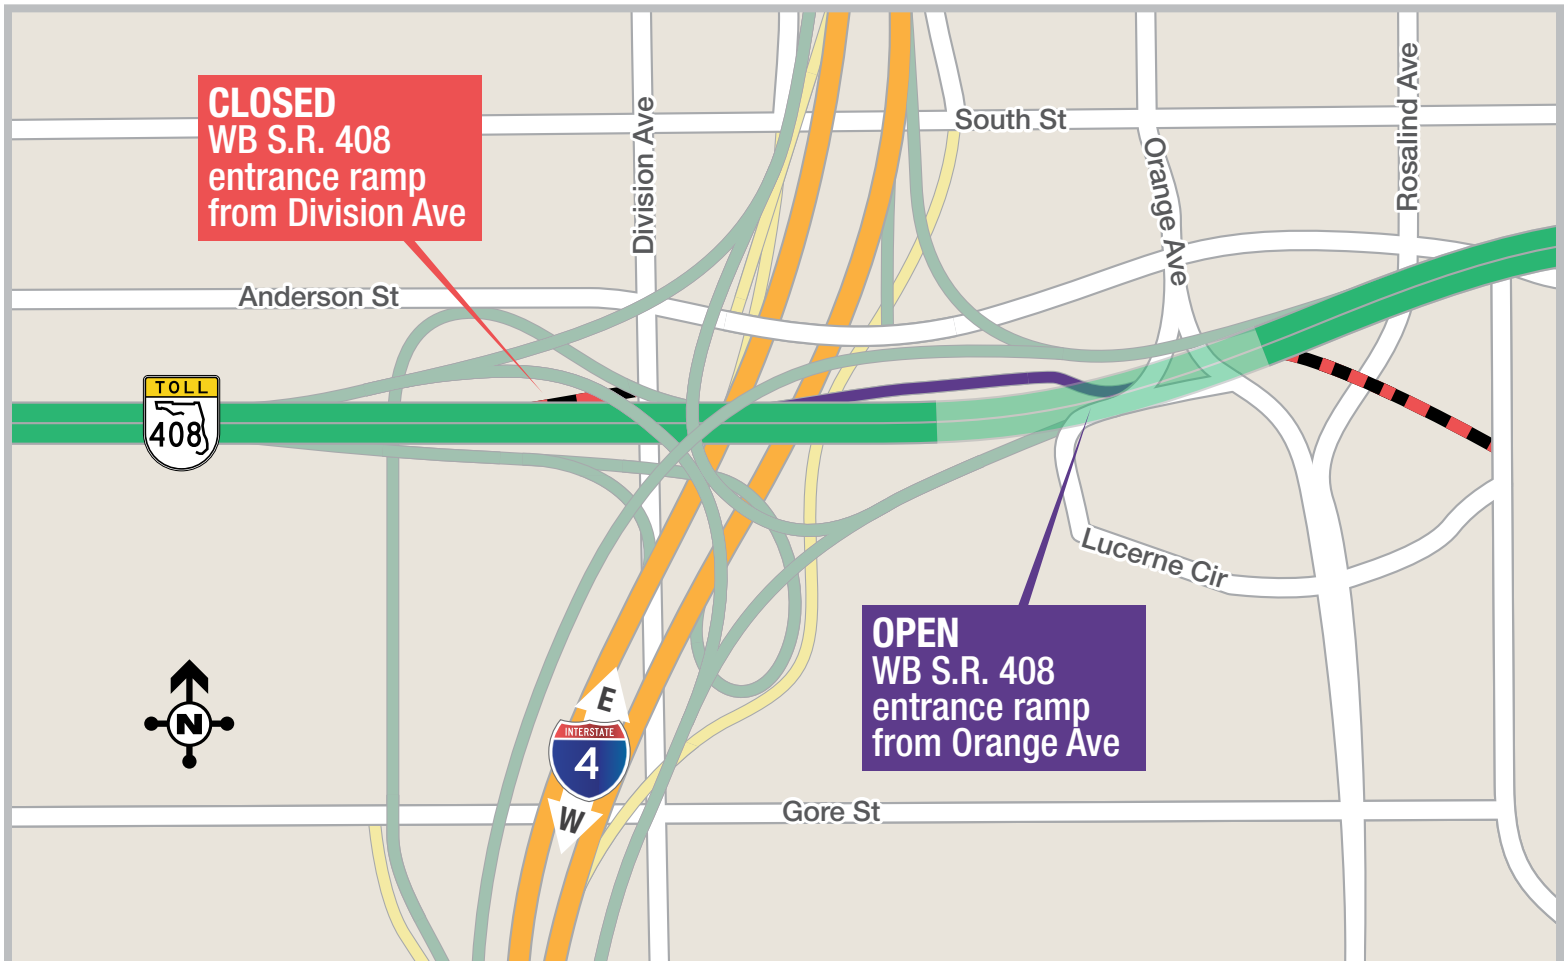 CLOSED
WB S.R. 408
entrance ramp
from Division Ave
Division Ave
South St
Orange Ave
Rosalind Ave
Anderson St
TOLL
408
Lucerne Cir
OPEN
WB S.R. 408
entrance ramp
from Orange Ave
N
E
INTERSTATE
4
W
Gore St